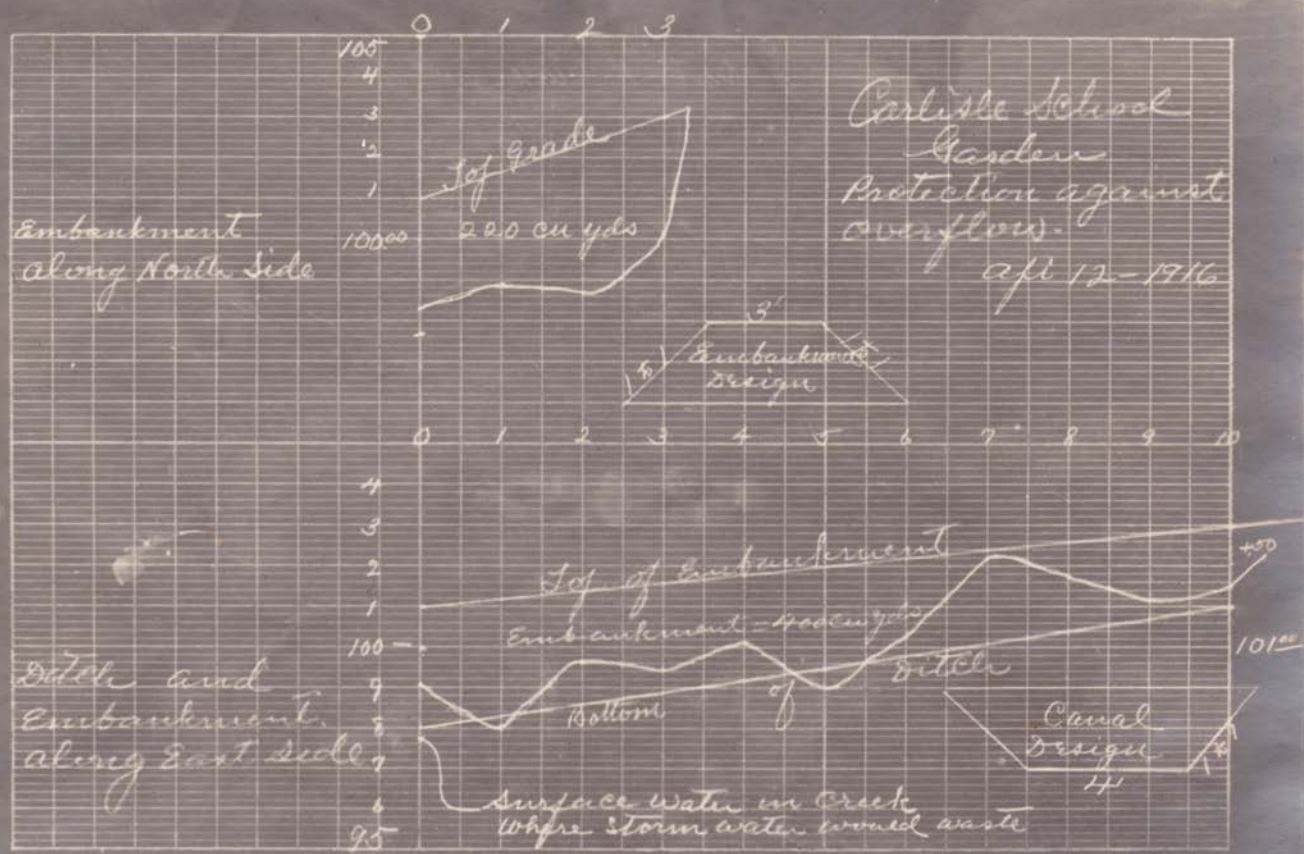 0 1 2 3
105
4
3
2
1
100.00
Top Grade
220 cu yds
Carlisle School
Garden
Protection against
overflow.
Apr 12-1916
Embankment
along North Side
3'
Embankment
Design
0 1 2 3 4 5 6 7 8 9 10
4
3
2
1
100
9
8
7
6
95
Top of Embankment
+50
Embankment = 400 cu yds
101.00
Bottom of Ditch
Ditch and
Embankment.
along East Side
Canal
Design
4'
Surface water in Creek
Where storm water would waste